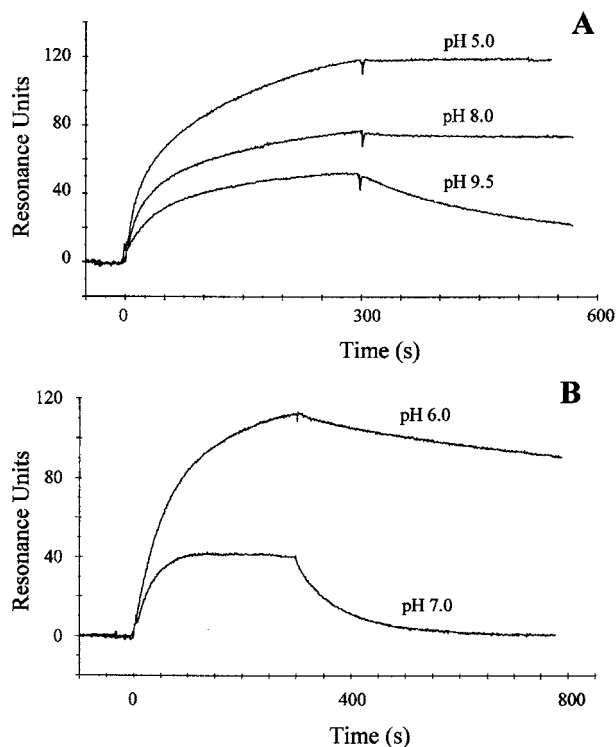 A
Resonance Units
120
80
40
0
pH 5.0
pH 8.0
pH 9.5
0
300
600
Time (s)
B
Resonance Units
120
80
40
0
pH 6.0
pH 7.0
0
400
800
Time (s)